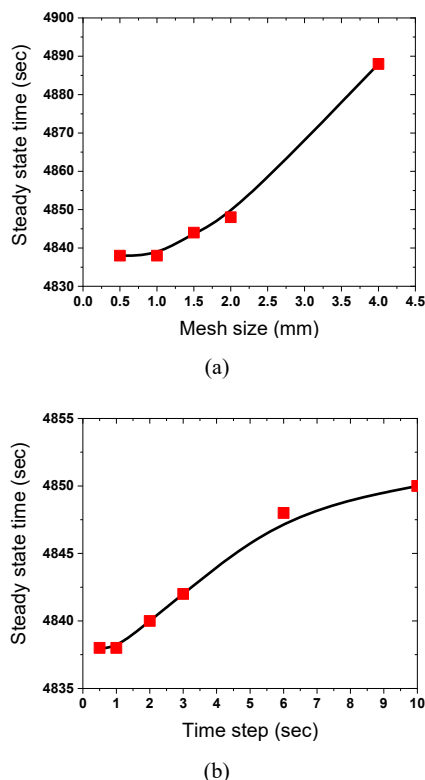 4900
4890
4880
4870
4860
4850
4840
4830
Steady state time (sec)
0.0 0.5 1.0 1.5 2.0 2.5 3.0 3.5 4.0 4.5
Mesh size (mm)
(a)
4855
4850
4845
4840
4835
Steady state time (sec)
0 1 2 3 4 5 6 7 8 9 10
Time step (sec)
(b)